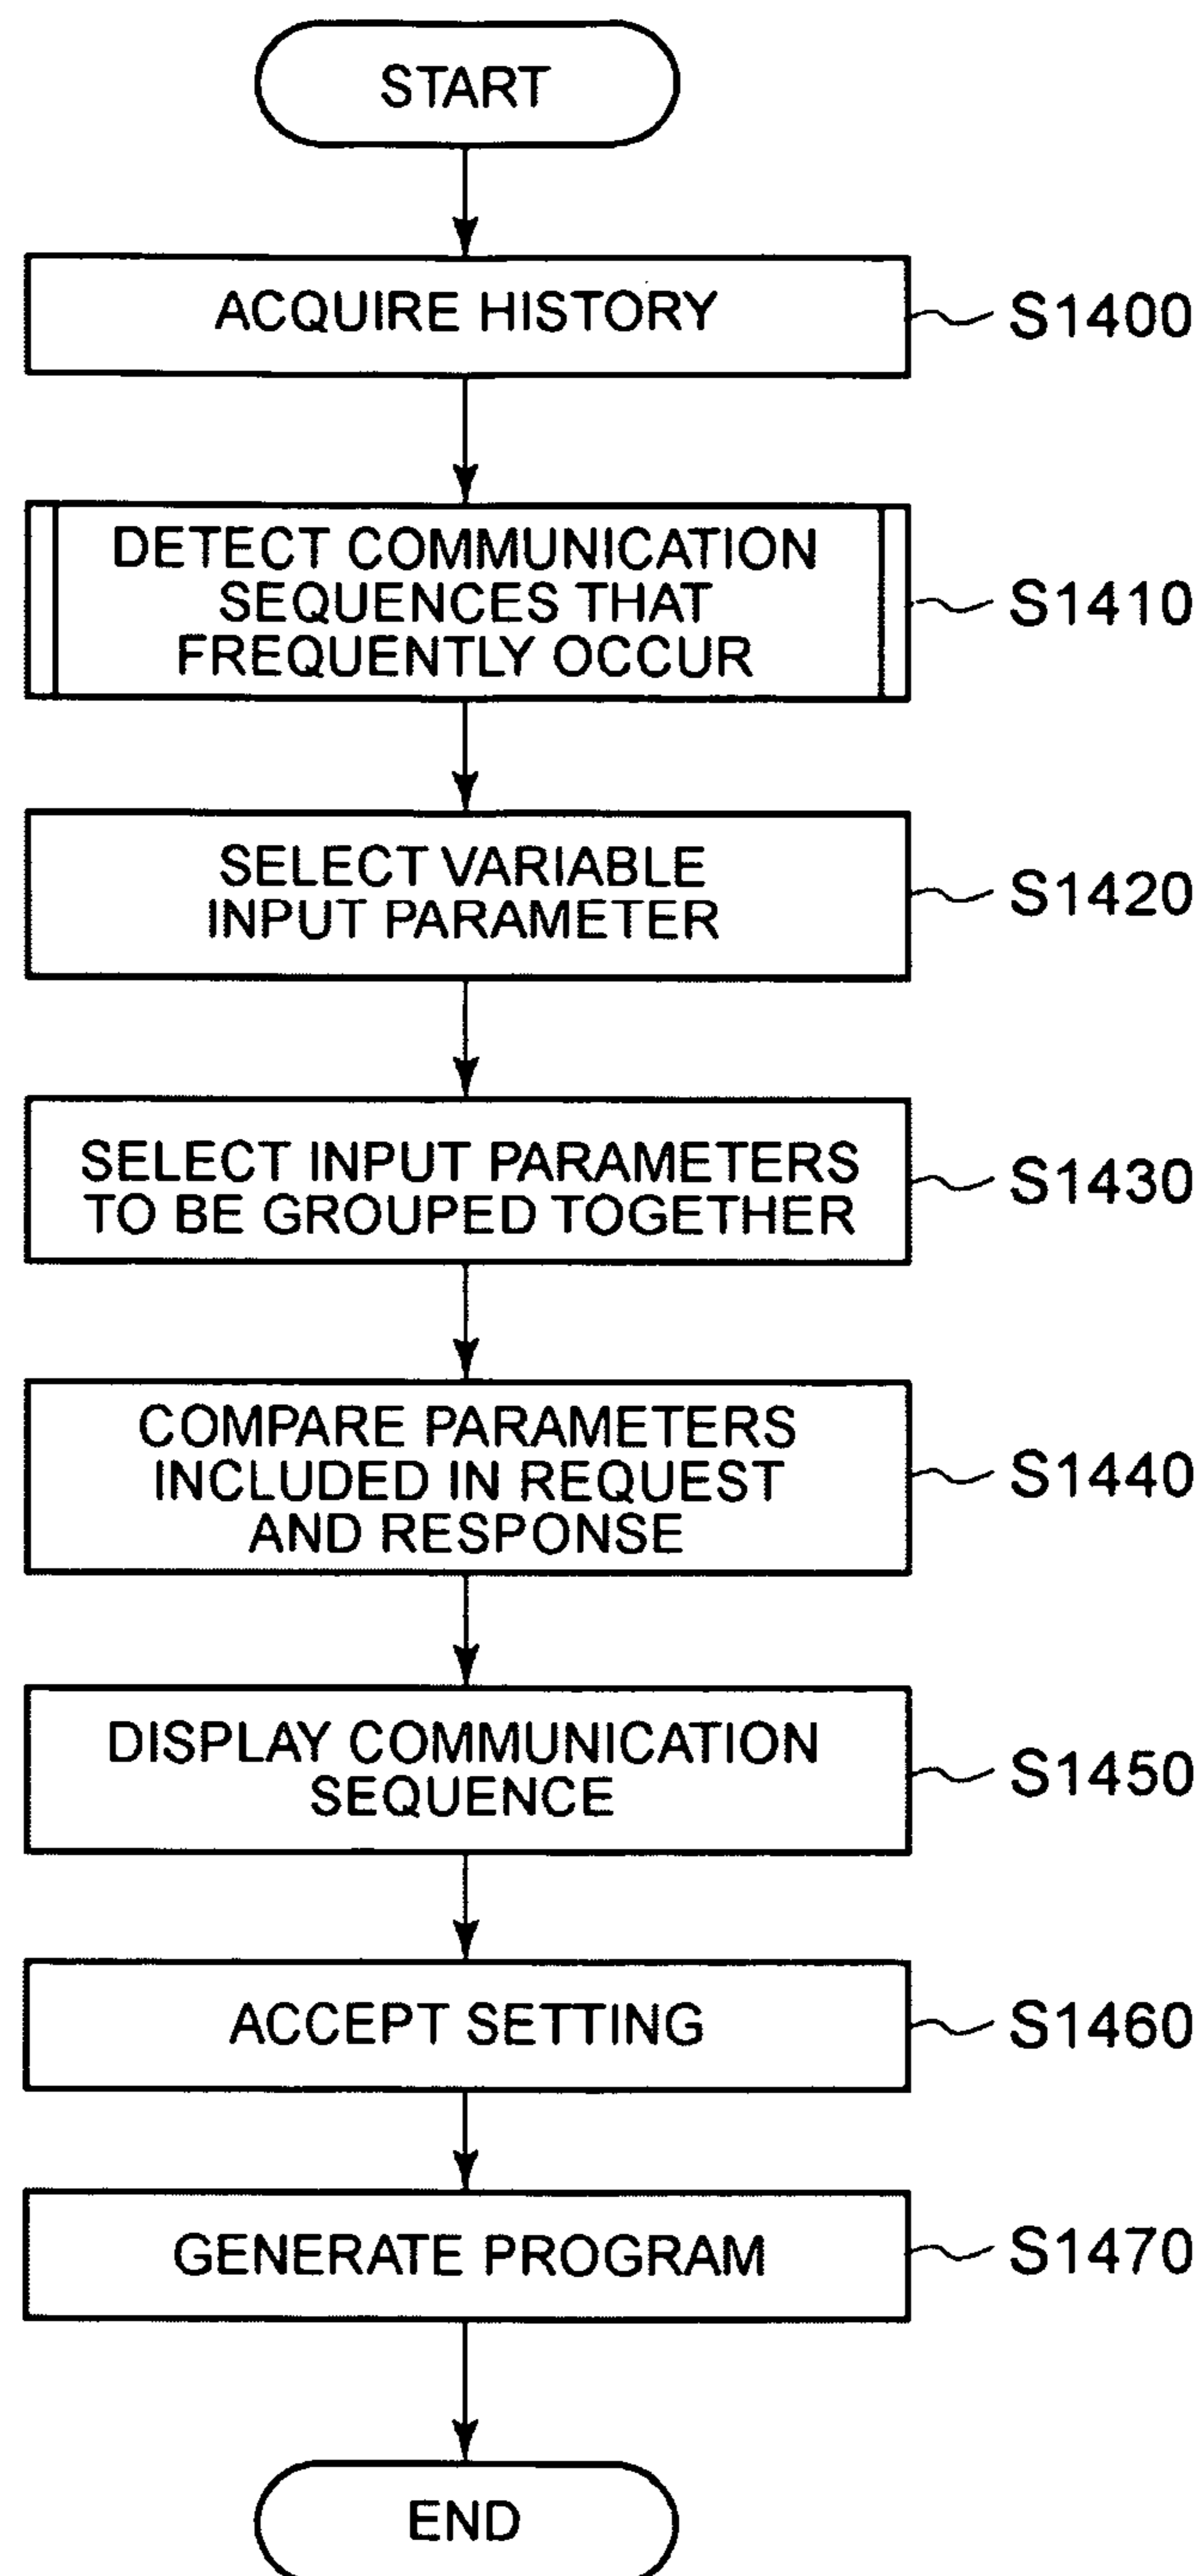 START
ACQUIRE HISTORY
S1400
DETECT COMMUNICATION
SEQUENCES THAT
FREQUENTLY OCCUR
S1410
SELECT VARIABLE
INPUT PARAMETER
S1420
SELECT INPUT PARAMETERS
TO BE GROUPED TOGETHER
S1430
COMPARE PARAMETERS
INCLUDED IN REQUEST
AND RESPONSE
S1440
DISPLAY COMMUNICATION
SEQUENCE
S1450
ACCEPT SETTING
S1460
GENERATE PROGRAM
S1470
END